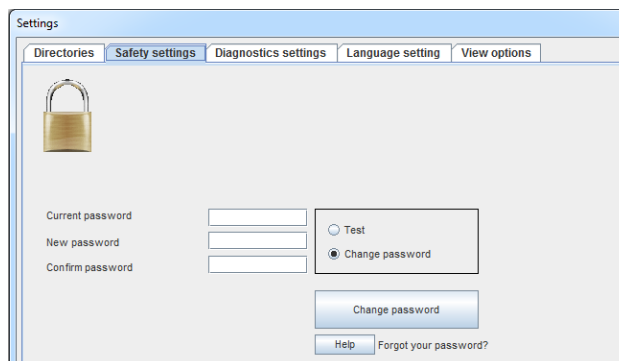 Settings
Directories Safety settings Diagnostics settings Language setting View options
Current password
New password
Confirm password
Test
Change password
Change password
Help Forgot your password?